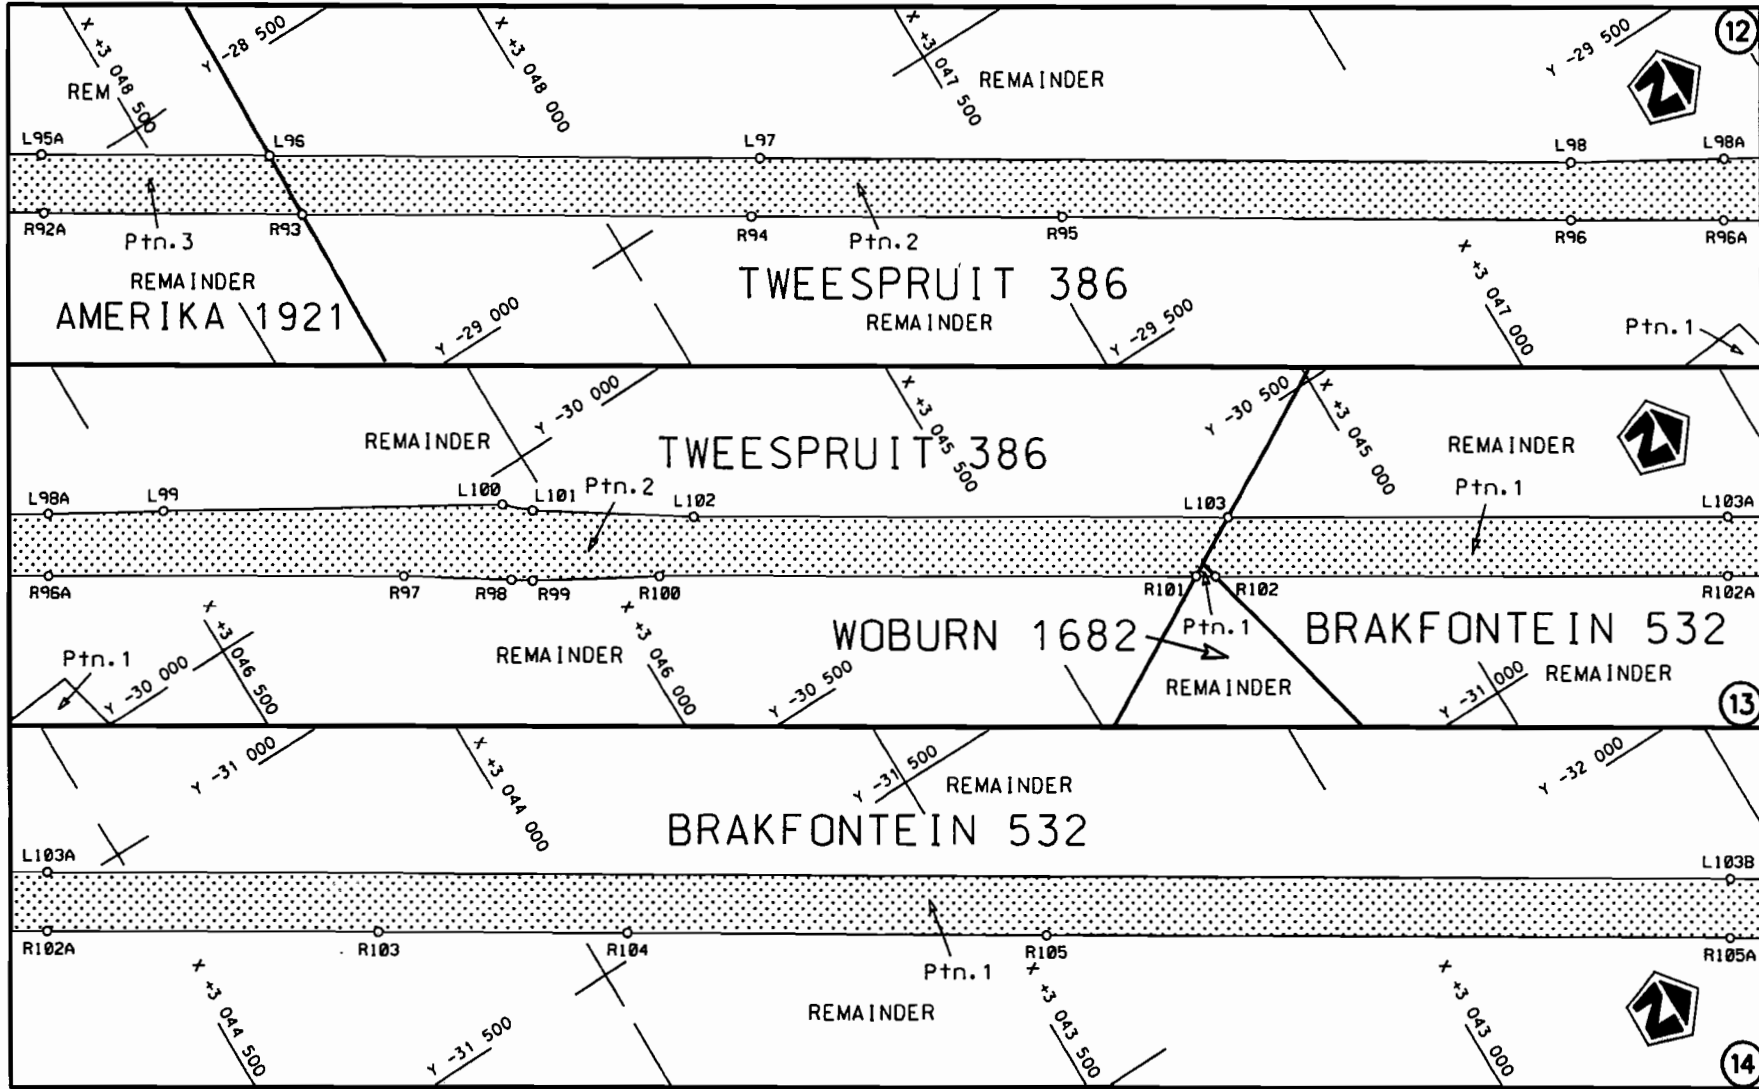 X +3 048 500
Y -28 500
X +3 048 000
X +3 047 500
Y -29 500
12
REM
REMAINDER
L95A
L96
L97
L98
L98A
R92A
R93
R94
R95
R96
R96A
Ptn.3
Ptn.2
REMAINDER
TWEESPRUIT 386
X +3 047 000
AMERIKA 1921
Y -29 000
REMAINDER
Y -29 500
Ptn.1
Y -30 000
X +3 045 500
Y -30 500
X +3 045 000
REMAINDER
TWEESPRUIT 386
REMAINDER
L98A
L99
L100
L101
Ptn.2
L102
L103
Ptn.1
L103A
R96A
R97
R98
R99
R100
R101
R102
R102A
X +3 046 500
X +3 046 000
WOBURN 1682
Ptn.1
BRAKFONTEIN 532
Ptn.1
Y -30 000
REMAINDER
Y -30 500
REMAINDER
Y -31 000
REMAINDER
13
Y -31 000
X +3 044 000
Y -31 500
REMAINDER
Y -32 000
BRAKFONTEIN 532
L103A
L103B
R102A
R103
R104
R105
R105A
Ptn.1
X +3 044 500
X +3 043 500
X +3 043 000
REMAINDER
Y -31 500
14